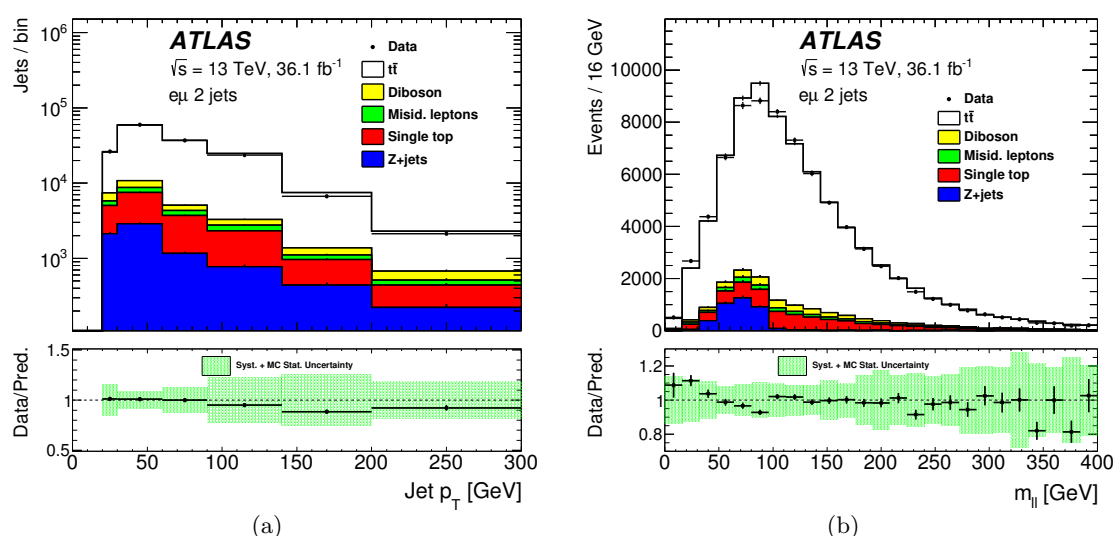 Jets / bin
10⁶
10⁵
10⁴
10³
ATLAS
√s = 13 TeV, 36.1 fb⁻¹
eμ 2 jets
Data
tt̄
Diboson
Misid. leptons
Single top
Z+jets
Data/Pred.
1.5
1
0.5
Syst. + MC Stat. Uncertainty
0 50 100 150 200 250 300
Jet p_T [GeV]
(a)
Events / 16 GeV
10000
8000
6000
4000
2000
0
ATLAS
√s = 13 TeV, 36.1 fb⁻¹
eμ 2 jets
Data
tt̄
Diboson
Misid. leptons
Single top
Z+jets
Data/Pred.
1.2
1
0.8
Syst. + MC Stat. Uncertainty
0 50 100 150 200 250 300 350 400
m_ll [GeV]
(b)